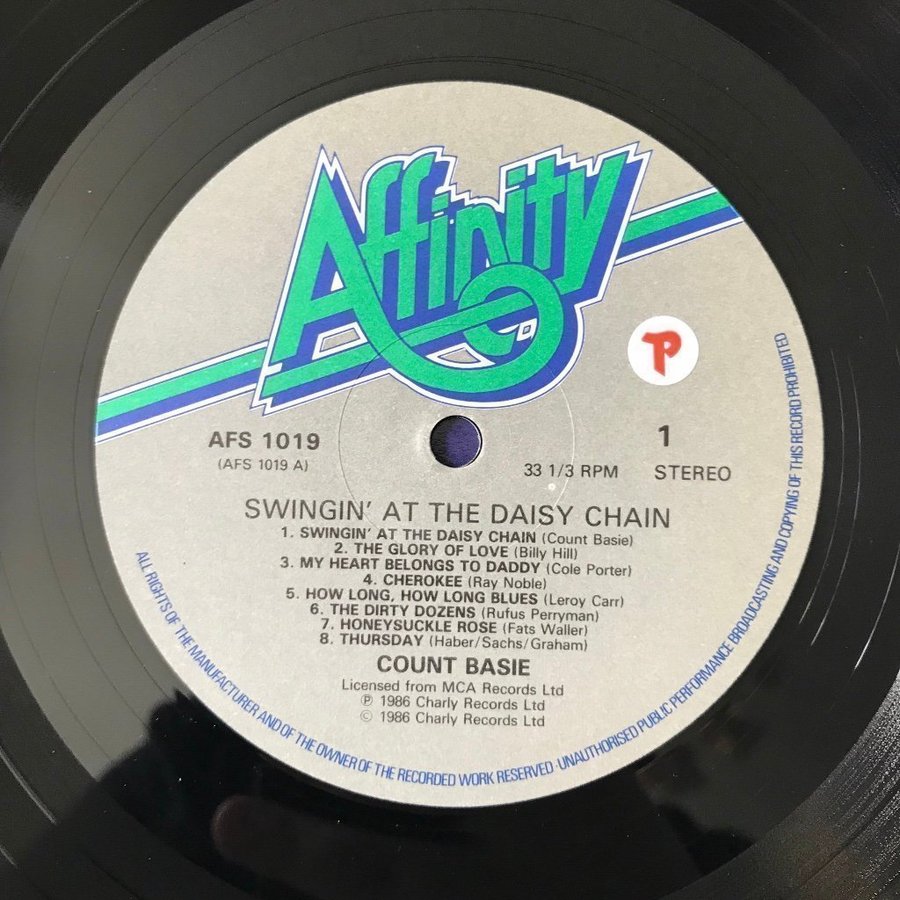 Affinity
P
AFS 1019
(AFS 1019 A)
33 1/3 RPM
1
STEREO
SWINGIN' AT THE DAISY CHAIN
1. SWINGIN' AT THE DAISY CHAIN (Count Basie)
2. THE GLORY OF LOVE (Billy Hill)
3. MY HEART BELONGS TO DADDY (Cole Porter)
4. CHEROKEE (Ray Noble)
5. HOW LONG, HOW LONG BLUES (Leroy Carr)
6. THE DIRTY DOZENS (Rufus Perryman)
7. HONEYSUCKLE ROSE (Fats Waller)
8. THURSDAY (Haber/Sachs/Graham)
COUNT BASIE
Licensed from MCA Records Ltd
℗ 1986 Charly Records Ltd
© 1986 Charly Records Ltd
ALL RIGHTS OF THE MANUFACTURER AND OF THE OWNER OF THE RECORDED WORK RESERVED · UNAUTHORISED PUBLIC PERFORMANCE BROADCASTING AND COPYING OF THIS RECORD PROHIBITED